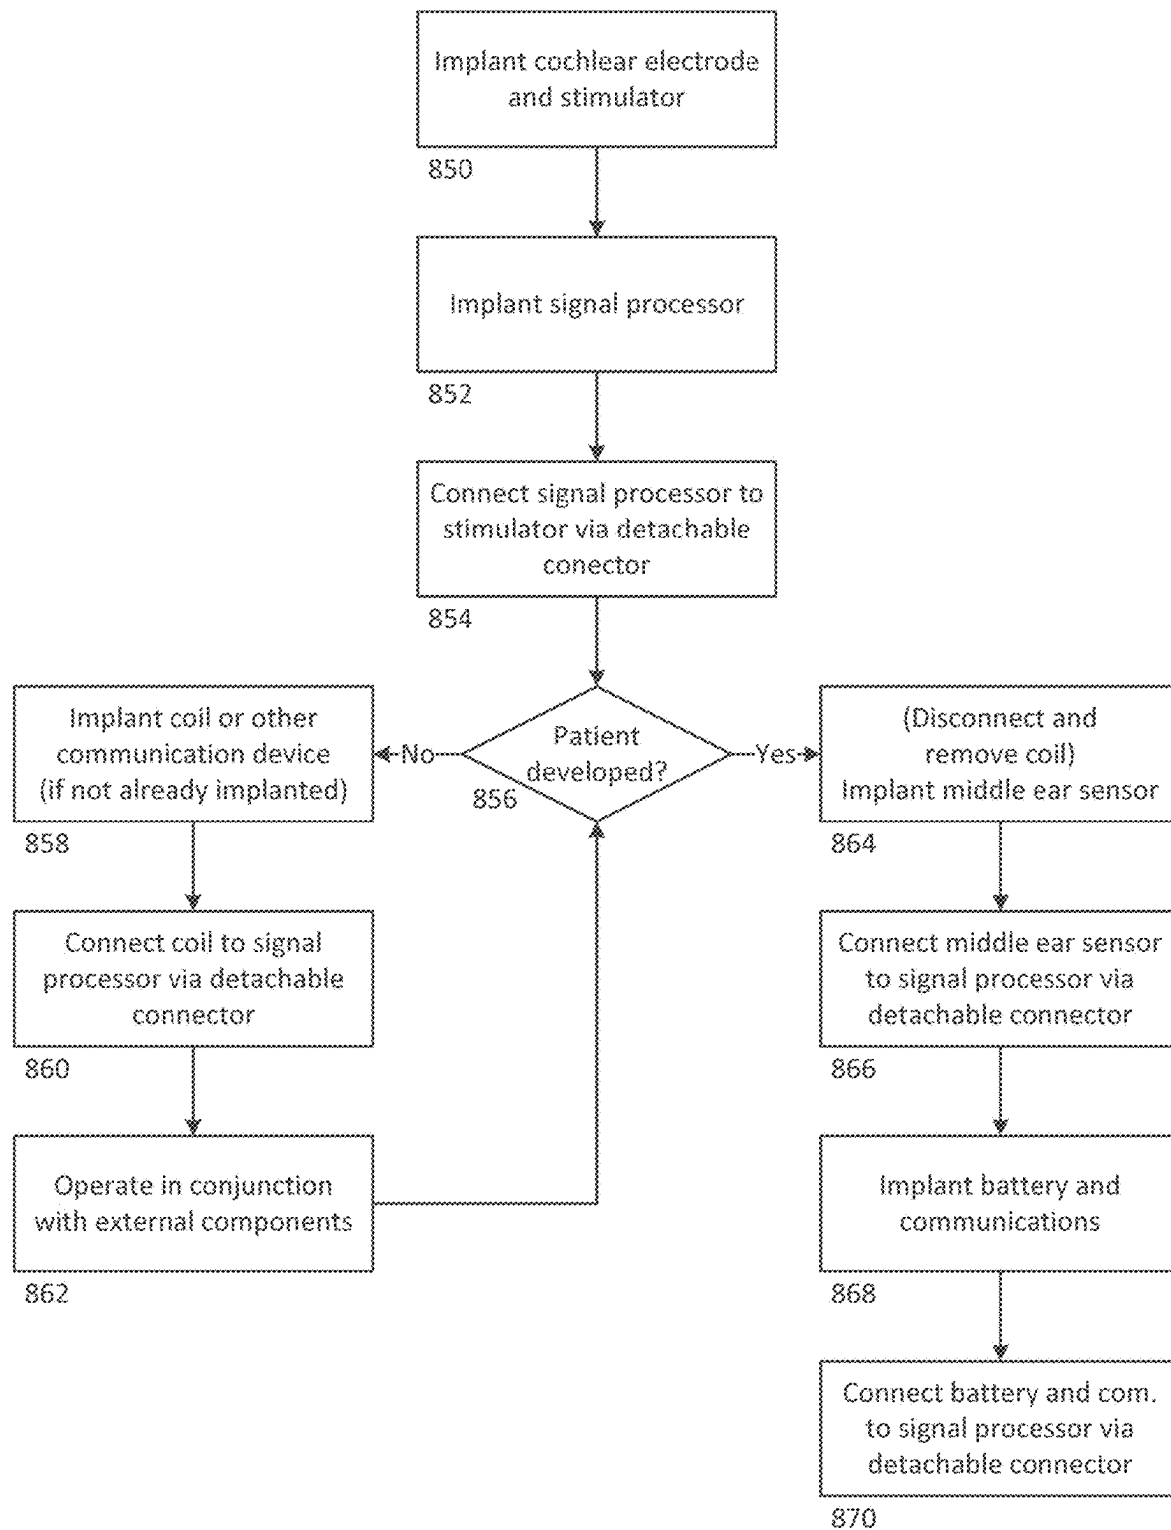 Implant cochlear electrode
and stimulator
850
Implant signal processor
852
Connect signal processor to
stimulator via detachable
conector
854
Patient
developed?
856
No
Yes
Implant coil or other
communication device
(if not already implanted)
858
Connect coil to signal
processor via detachable
connector
860
Operate in conjunction
with external components
862
(Disconnect and
remove coil)
Implant middle ear sensor
864
Connect middle ear sensor
to signal processor via
detachable connector
866
Implant battery and
communications
868
Connect battery and com.
to signal processor via
detachable connector
870